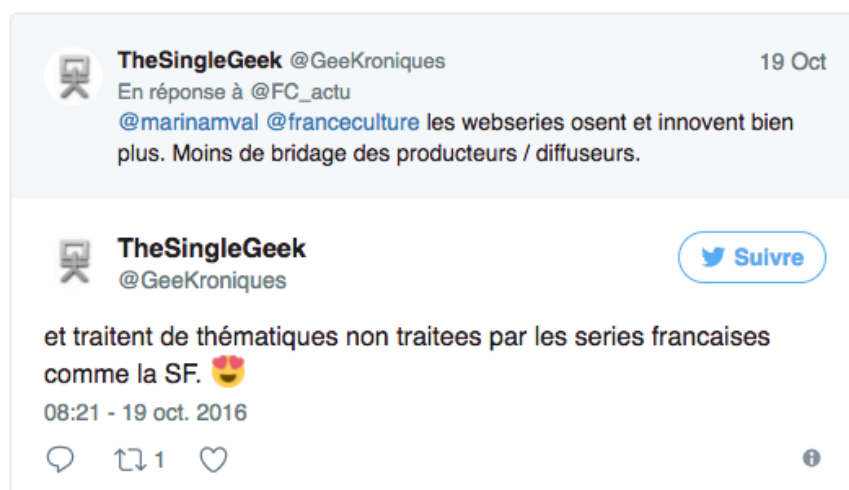 TheSingleGeek @GeeKroniques 19 Oct
En réponse à @FC_actu
@marinamval @franceculture les webseries osent et innovent bien
plus. Moins de bridage des producteurs / diffuseurs.
TheSingleGeek
@GeeKroniques
Suivre
et traitent de thématiques non traitees par les series francaises
comme la SF. 😍
08:21 - 19 oct. 2016
1